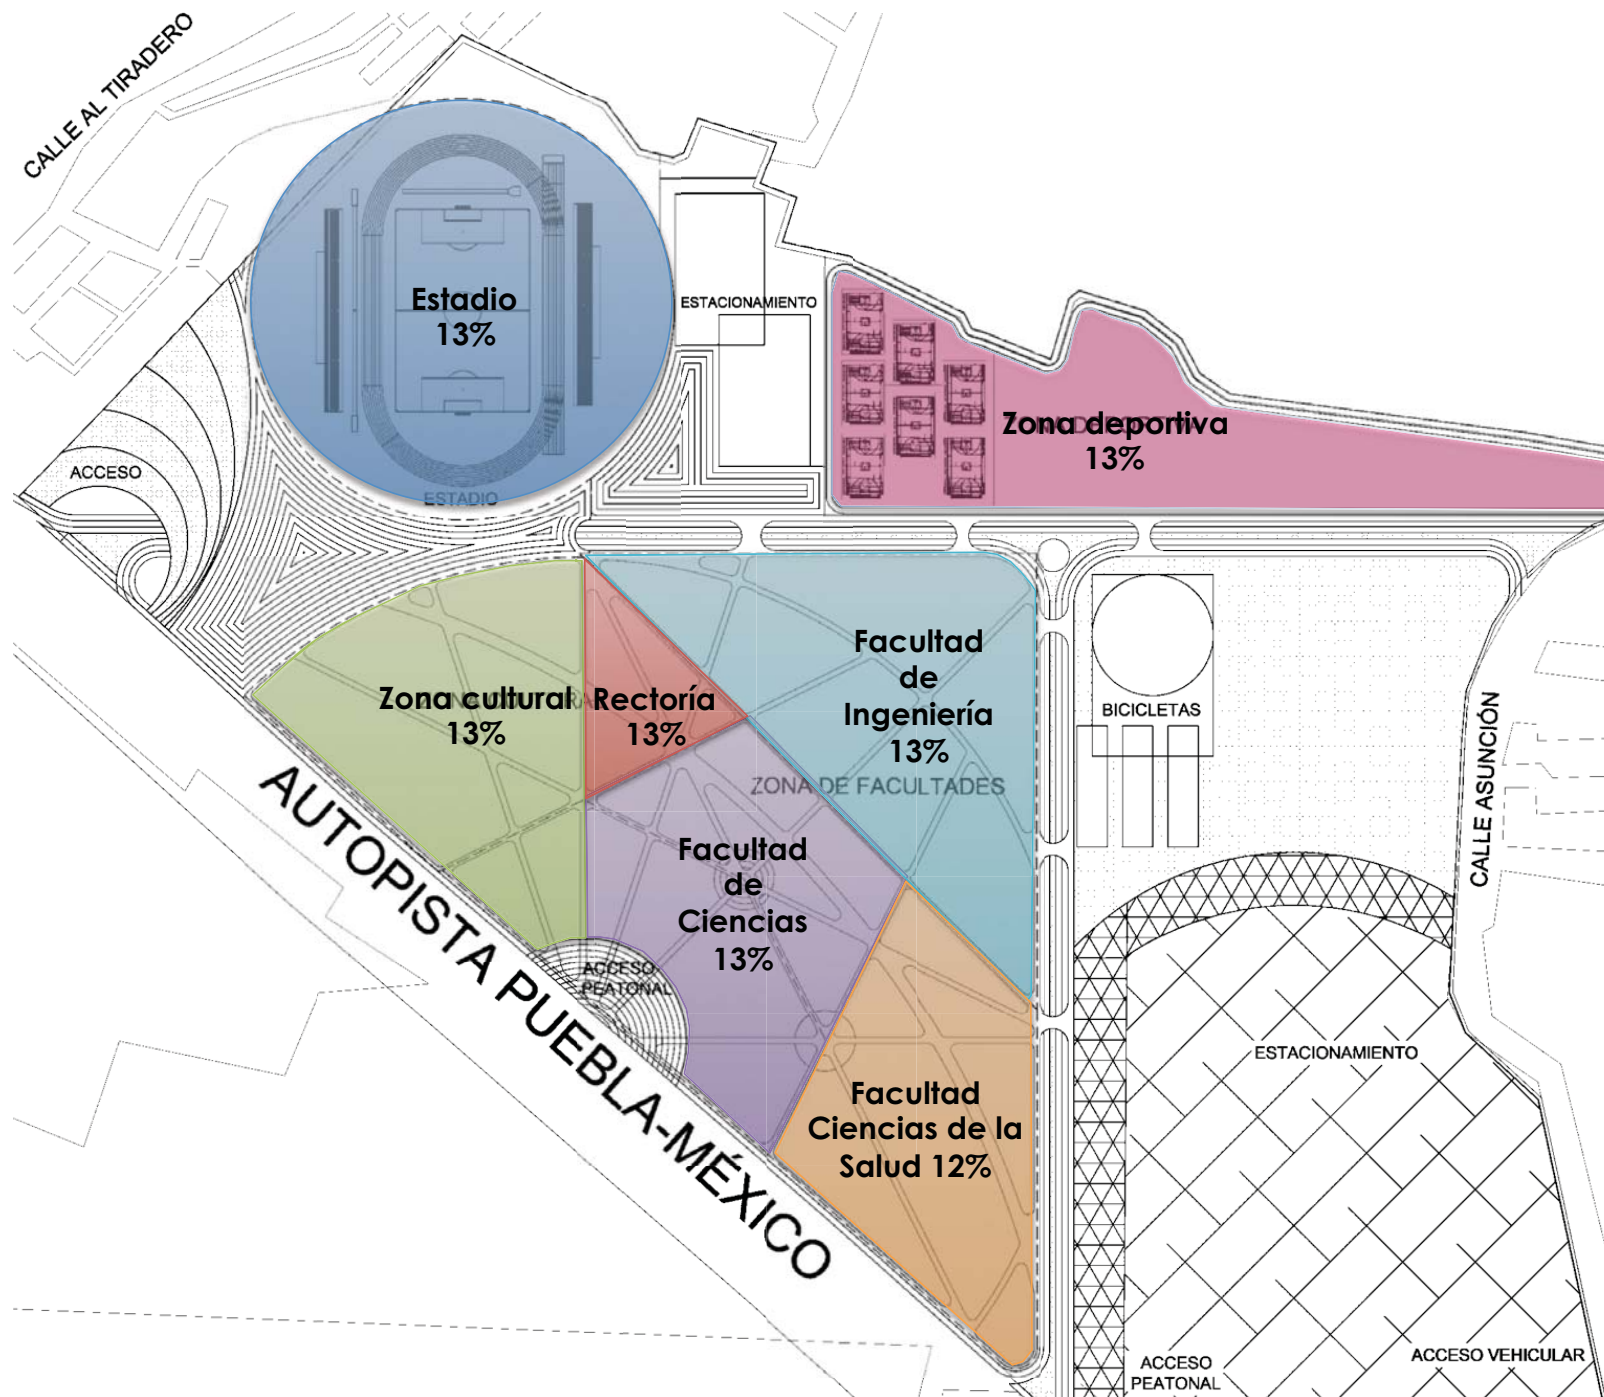 CALLE AL TIRADERO
Estadio
13%
ESTADIO
ESTACIONAMIENTO
ACCESO
Zona deportiva
13%
Zona cultural
13%
Rectoría
13%
Facultad
de
Ingeniería
13%
ZONA DE FACULTADES
BICICLETAS
CALLE ASUNCIÓN
Facultad
de
Ciencias
13%
ACCESO
PEATONAL
AUTOPISTA PUEBLA-MÉXICO
Facultad
Ciencias de la
Salud 12%
ESTACIONAMIENTO
ACCESO
PEATONAL
ACCESO VEHICULAR